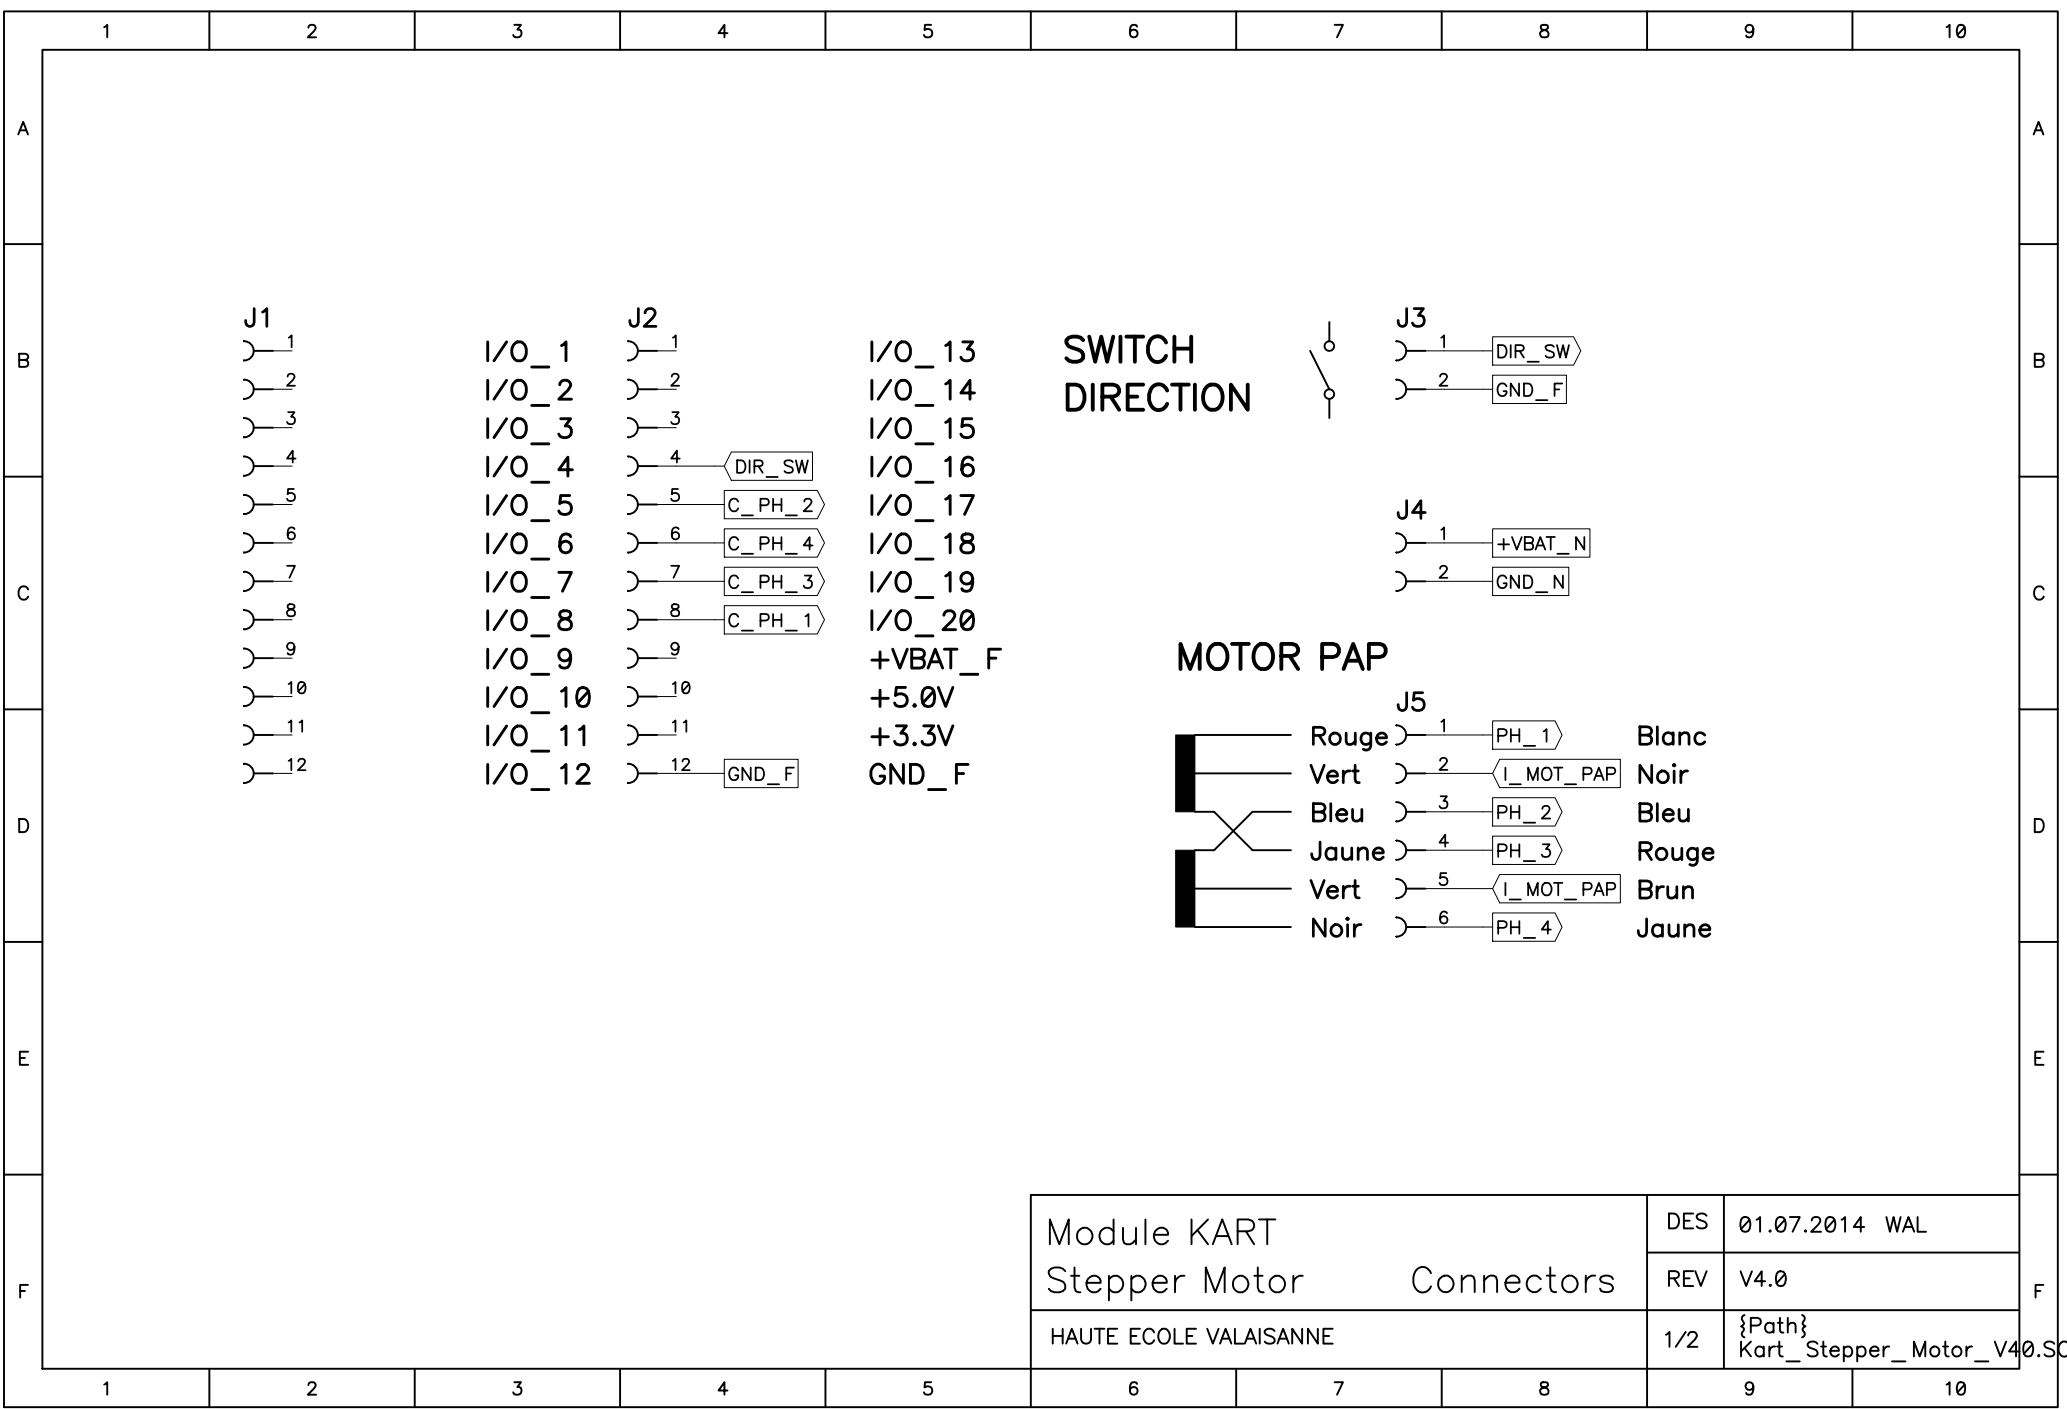 1 2 3 4 5 6 7 8 9 10
A A
J1 J2 J3
1 I/O_1 1 I/O_13 SWITCH 1 DIR_SW
B B
2 I/O_2 2 I/O_14 DIRECTION 2 GND_F
3 I/O_3 3 I/O_15
4 I/O_4 4 DIR_SW I/O_16
5 I/O_5 5 C_PH_2 I/O_17 J4
6 I/O_6 6 C_PH_4 I/O_18 1 +VBAT_N
7 I/O_7 7 C_PH_3 I/O_19 2 GND_N
C C
8 I/O_8 8 C_PH_1 I/O_20
9 I/O_9 9 +VBAT_F MOTOR PAP
10 I/O_10 10 +5.0V J5
11 I/O_11 11 +3.3V Rouge 1 PH_1 Blanc
12 I/O_12 12 GND_F GND_F Vert 2 I_MOT_PAP Noir
Bleu 3 PH_2 Bleu
D D
Jaune 4 PH_3 Rouge
Vert 5 I_MOT_PAP Brun
Noir 6 PH_4 Jaune
E E
Module KART DES 01.07.2014 WAL
Stepper Motor Connectors REV V4.0
F F
HAUTE ECOLE VALAISANNE 1/2 {Path}
Kart_Stepper_Motor_V40.SC
1 2 3 4 5 6 7 8 9 10